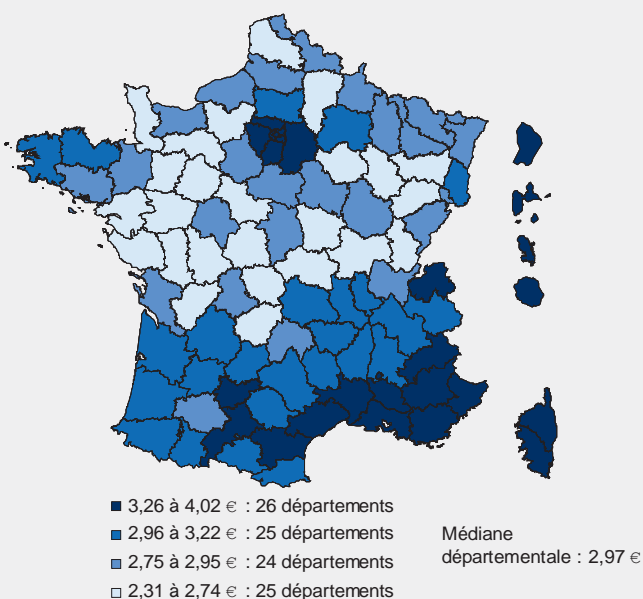 3,26 à 4,02 € : 26 départements
2,96 à 3,22 € : 25 départements
2,75 à 2,95 € : 24 départements
2,31 à 2,74 € : 25 départements
Médiane
départementale : 2,97 €